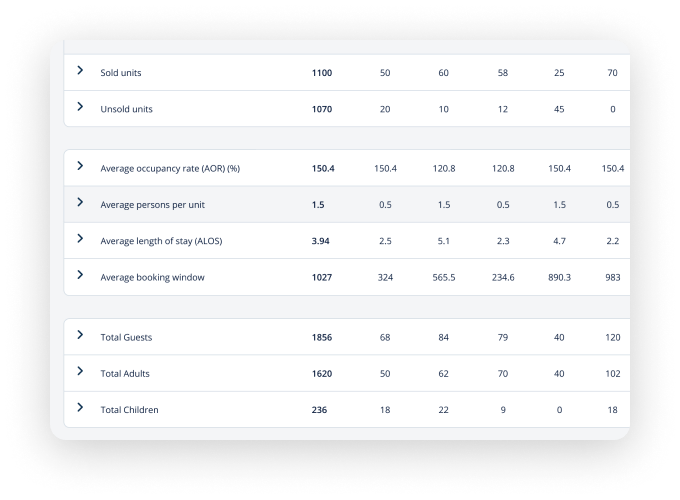 Sold units 1100 50 60 58 25 70
Unsold units 1070 20 10 12 45 0
Average occupancy rate (AOR) (%) 150.4 150.4 120.8 120.8 150.4 150.4
Average persons per unit 1.5 0.5 1.5 0.5 1.5 0.5
Average length of stay (ALOS) 3.94 2.5 5.1 2.3 4.7 2.2
Average booking window 1027 324 565.5 234.6 890.3 983
Total Guests 1856 68 84 79 40 120
Total Adults 1620 50 62 70 40 102
Total Children 236 18 22 9 0 18